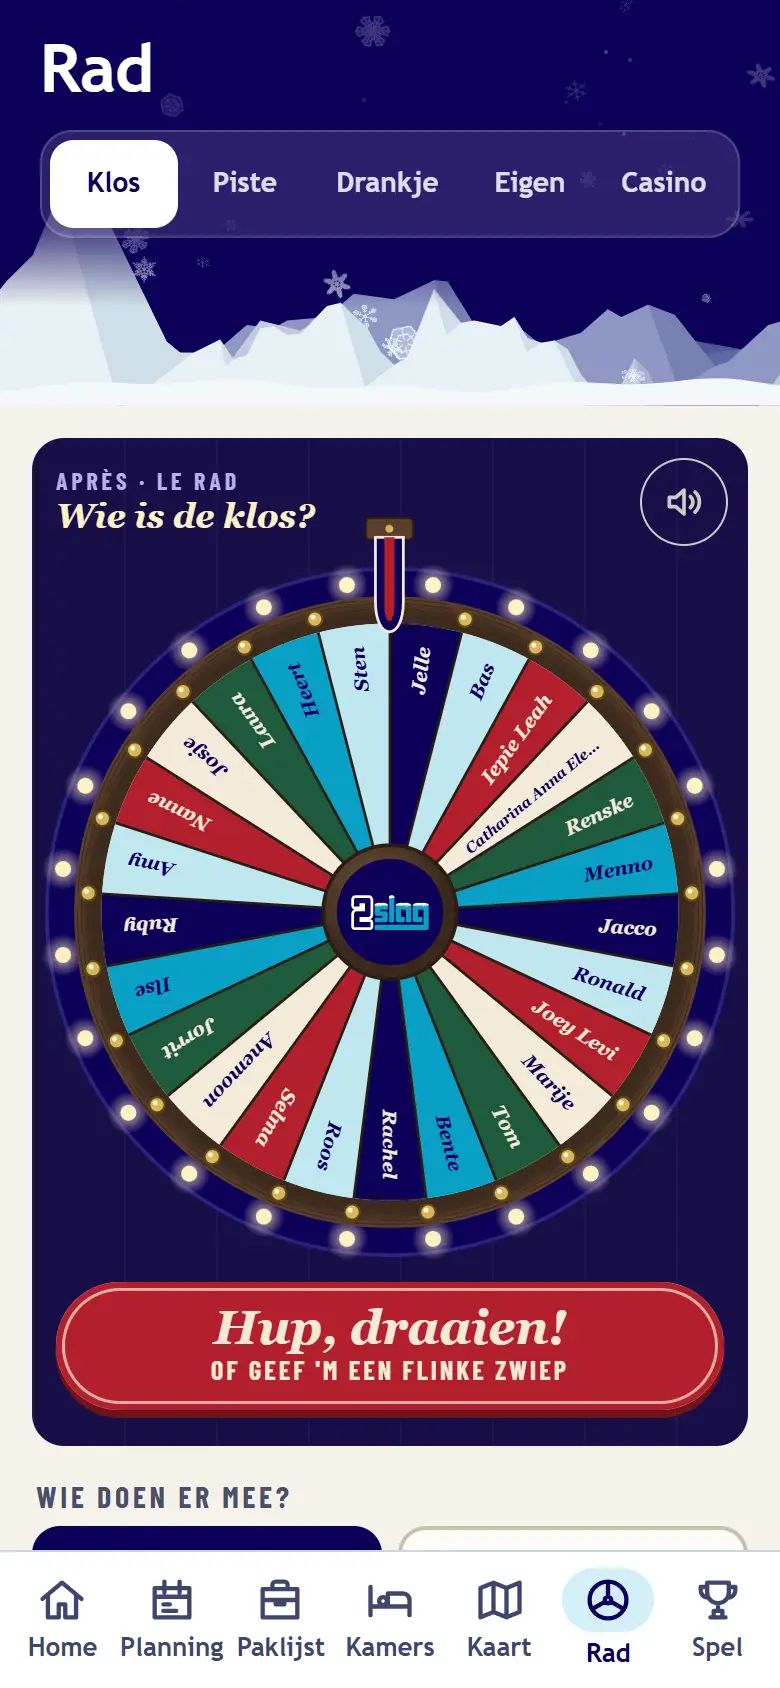 Rad
Klos
Piste
Drankje
Eigen
Casino
APRÈS · LE RAD
Wie is de klos?
Jelle
Bas
Iepie Leah
Catharina Anna Ele...
Renske
Menno
Jacco
Ronald
Joey Levi
Marije
Tom
Bente
Rachel
Roos
Selma
Anemoon
Jorrit
Ilse
Ruby
Amy
Nanne
Josje
Laura
Heert
Sten
2slag
Hup, draaien!
OF GEEF 'M EEN FLINKE ZWIEP
WIE DOEN ER MEE?
Home
Planning
Paklijst
Kamers
Kaart
Rad
Spel